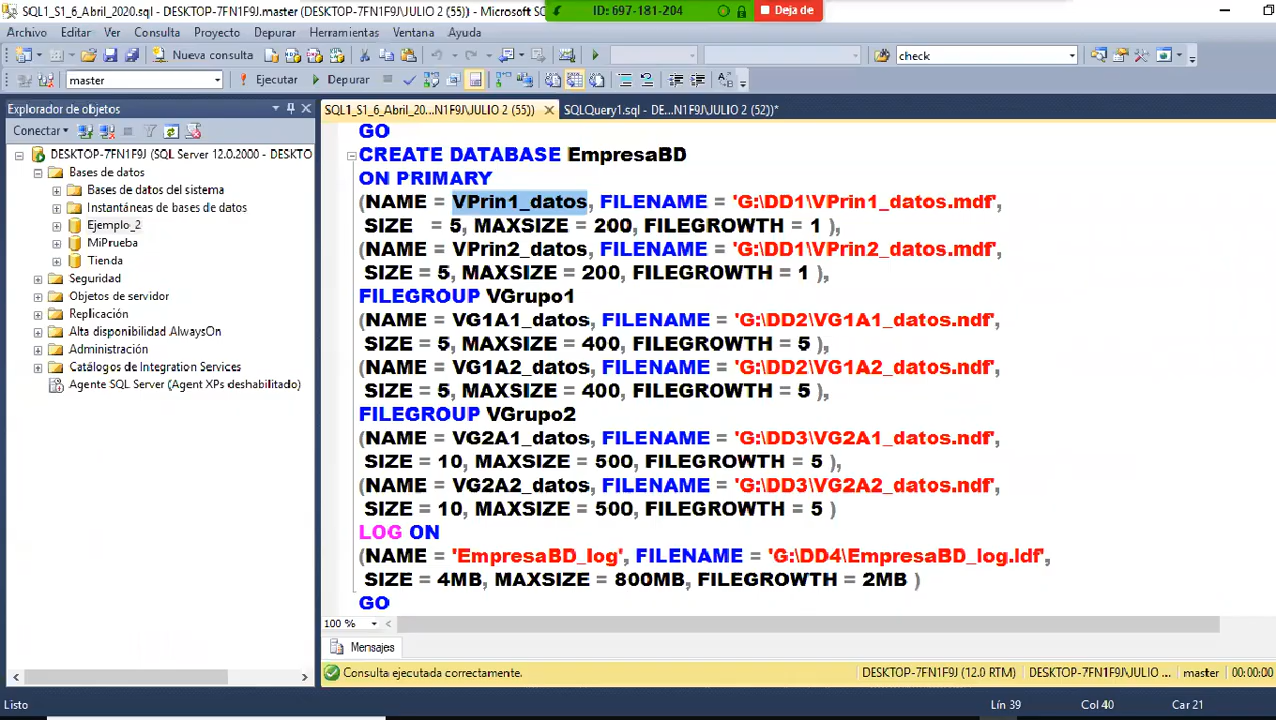 SQL1_S1_6_Abril_2020.sql - DESKTOP-7FN1F9J.master (DESKTOP-7FN1F9J\JULIO 2 (55)) - Microsoft SC
ID: 697-181-204
Deja de
Archivo Editar Ver Consulta Proyecto Depurar Herramientas Ventana Ayuda
Nueva consulta
check
master
Ejecutar
Depurar
Explorador de objetos
Conectar
DESKTOP-7FN1F9J (SQL Server 12.0.2000 - DESKTO
Bases de datos
Bases de datos del sistema
Instantáneas de bases de datos
Ejemplo_2
MiPrueba
Tienda
Seguridad
Objetos de servidor
Replicación
Alta disponibilidad AlwaysOn
Administración
Catálogos de Integration Services
Agente SQL Server (Agent XPs deshabilitado)
SQL1_S1_6_Abril_20...N1F9J\JULIO 2 (55))
SQLQuery1.sql - DE...N1F9J\JULIO 2 (52))*
GO
CREATE DATABASE EmpresaBD
ON PRIMARY
(NAME = VPrin1_datos, FILENAME = 'G:\DD1\VPrin1_datos.mdf',
SIZE = 5, MAXSIZE = 200, FILEGROWTH = 1 ),
(NAME = VPrin2_datos, FILENAME = 'G:\DD1\VPrin2_datos.mdf',
SIZE = 5, MAXSIZE = 200, FILEGROWTH = 1 ),
FILEGROUP VGrupo1
(NAME = VG1A1_datos, FILENAME = 'G:\DD2\VG1A1_datos.ndf',
SIZE = 5, MAXSIZE = 400, FILEGROWTH = 5 ),
(NAME = VG1A2_datos, FILENAME = 'G:\DD2\VG1A2_datos.ndf',
SIZE = 5, MAXSIZE = 400, FILEGROWTH = 5 ),
FILEGROUP VGrupo2
(NAME = VG2A1_datos, FILENAME = 'G:\DD3\VG2A1_datos.ndf',
SIZE = 10, MAXSIZE = 500, FILEGROWTH = 5 ),
(NAME = VG2A2_datos, FILENAME = 'G:\DD3\VG2A2_datos.ndf',
SIZE = 10, MAXSIZE = 500, FILEGROWTH = 5 )
LOG ON
(NAME = 'EmpresaBD_log', FILENAME = 'G:\DD4\EmpresaBD_log.ldf',
SIZE = 4MB, MAXSIZE = 800MB, FILEGROWTH = 2MB )
GO
100 %
Mensajes
Consulta ejecutada correctamente.
DESKTOP-7FN1F9J (12.0 RTM)
DESKTOP-7FN1F9J\JULIO ...
master
00:00:00
Listo
Lín 39
Col 40
Car 21